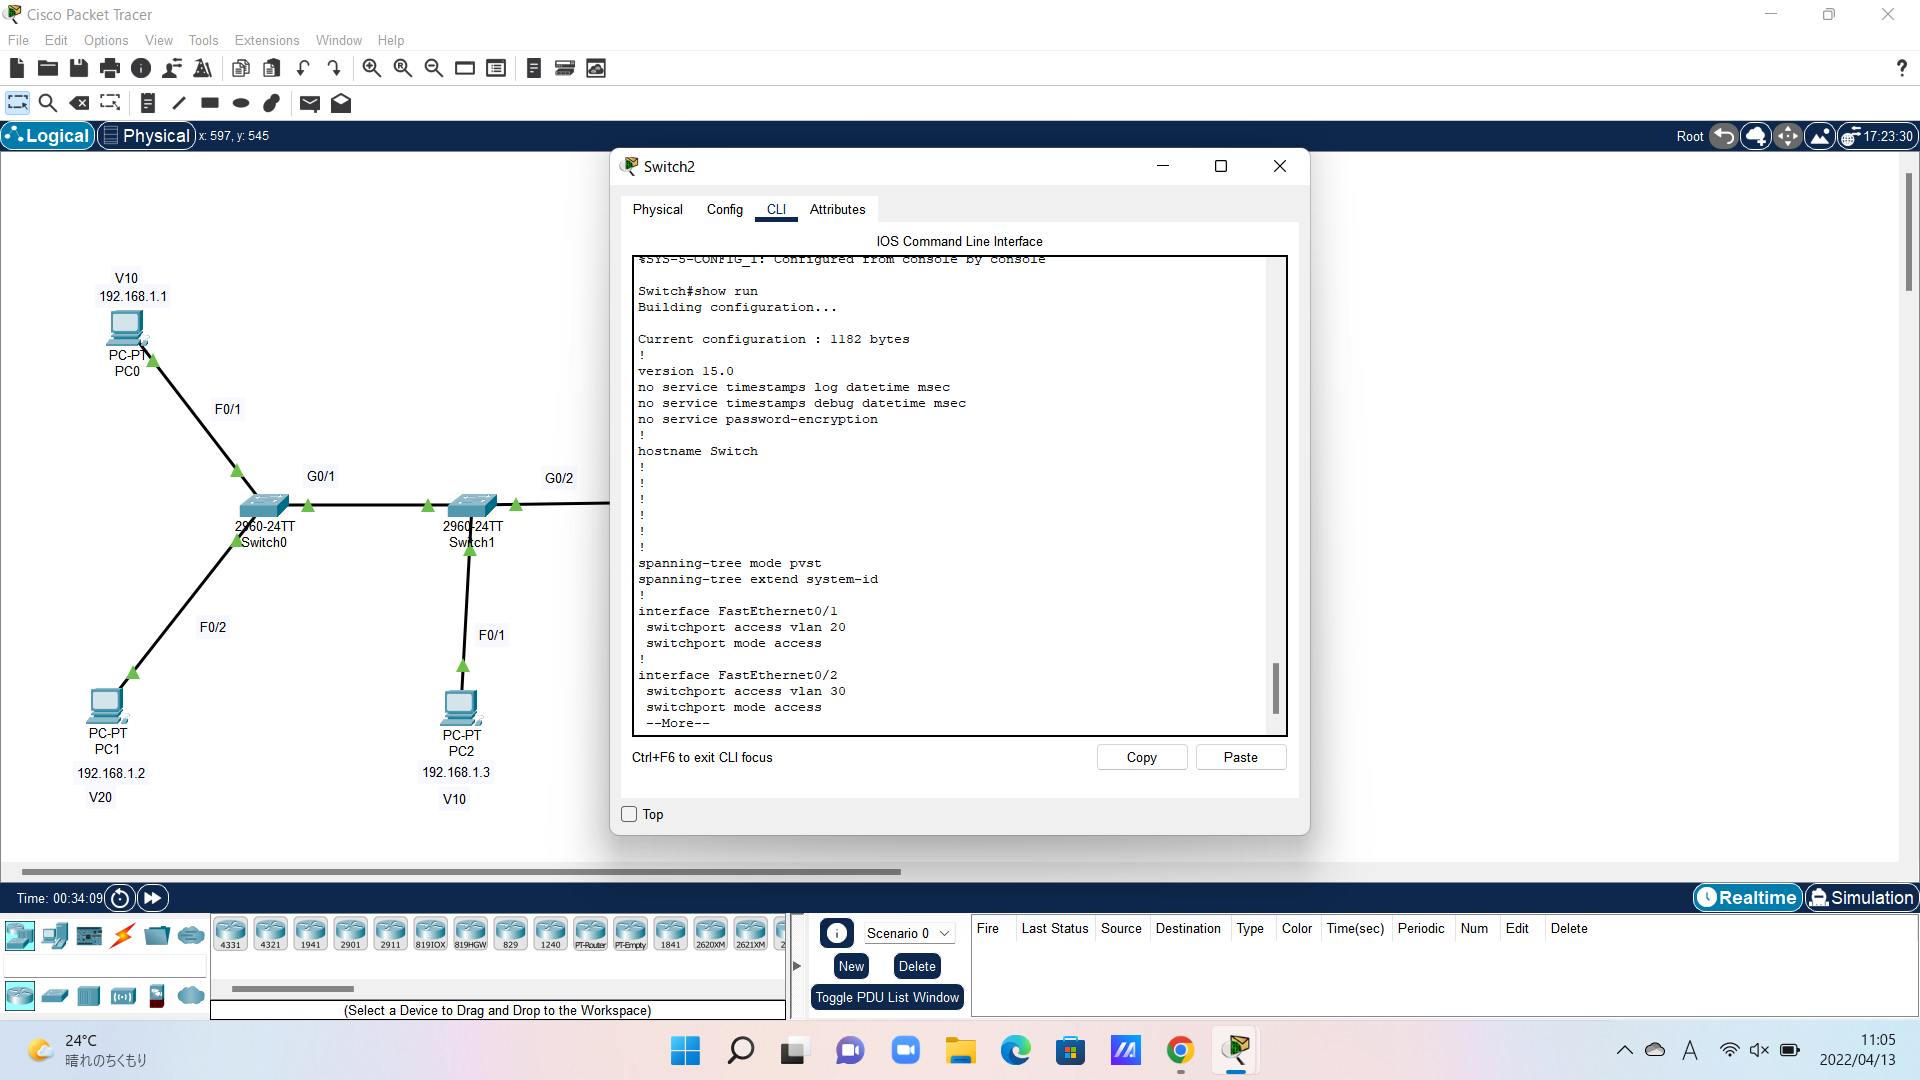 Cisco Packet Tracer
File Edit Options View Tools Extensions Window Help
Logical Physical x: 597, y: 545
Root 17:23:30
V10
192.168.1.1
PC-PT
PC0
F0/1
G0/1
G0/2
2960-24TT
Switch0
2960-24TT
Switch1
F0/2
F0/1
PC-PT
PC1
192.168.1.2
V20
PC-PT
PC2
192.168.1.3
V10
Switch2
Physical Config CLI Attributes
IOS Command Line Interface
%SYS-5-CONFIG_I: Configured from console by console
Switch#show run
Building configuration...
Current configuration : 1182 bytes
!
version 15.0
no service timestamps log datetime msec
no service timestamps debug datetime msec
no service password-encryption
!
hostname Switch
!
!
!
!
!
!
spanning-tree mode pvst
spanning-tree extend system-id
!
interface FastEthernet0/1
switchport access vlan 20
switchport mode access
!
interface FastEthernet0/2
switchport access vlan 30
switchport mode access
--More--
Ctrl+F6 to exit CLI focus
Copy Paste
Top
Time: 00:34:09
Realtime Simulation
4331 4321 1941 2901 2911 819IOX 819HGW 829 1240 PT-Router PT-Empty 1841 2620XM 2621XM 2
(Select a Device to Drag and Drop to the Workspace)
Scenario 0
New Delete
Toggle PDU List Window
Fire Last Status Source Destination Type Color Time(sec) Periodic Num Edit Delete
24°C
晴れのちくもり
A
11:05
2022/04/13